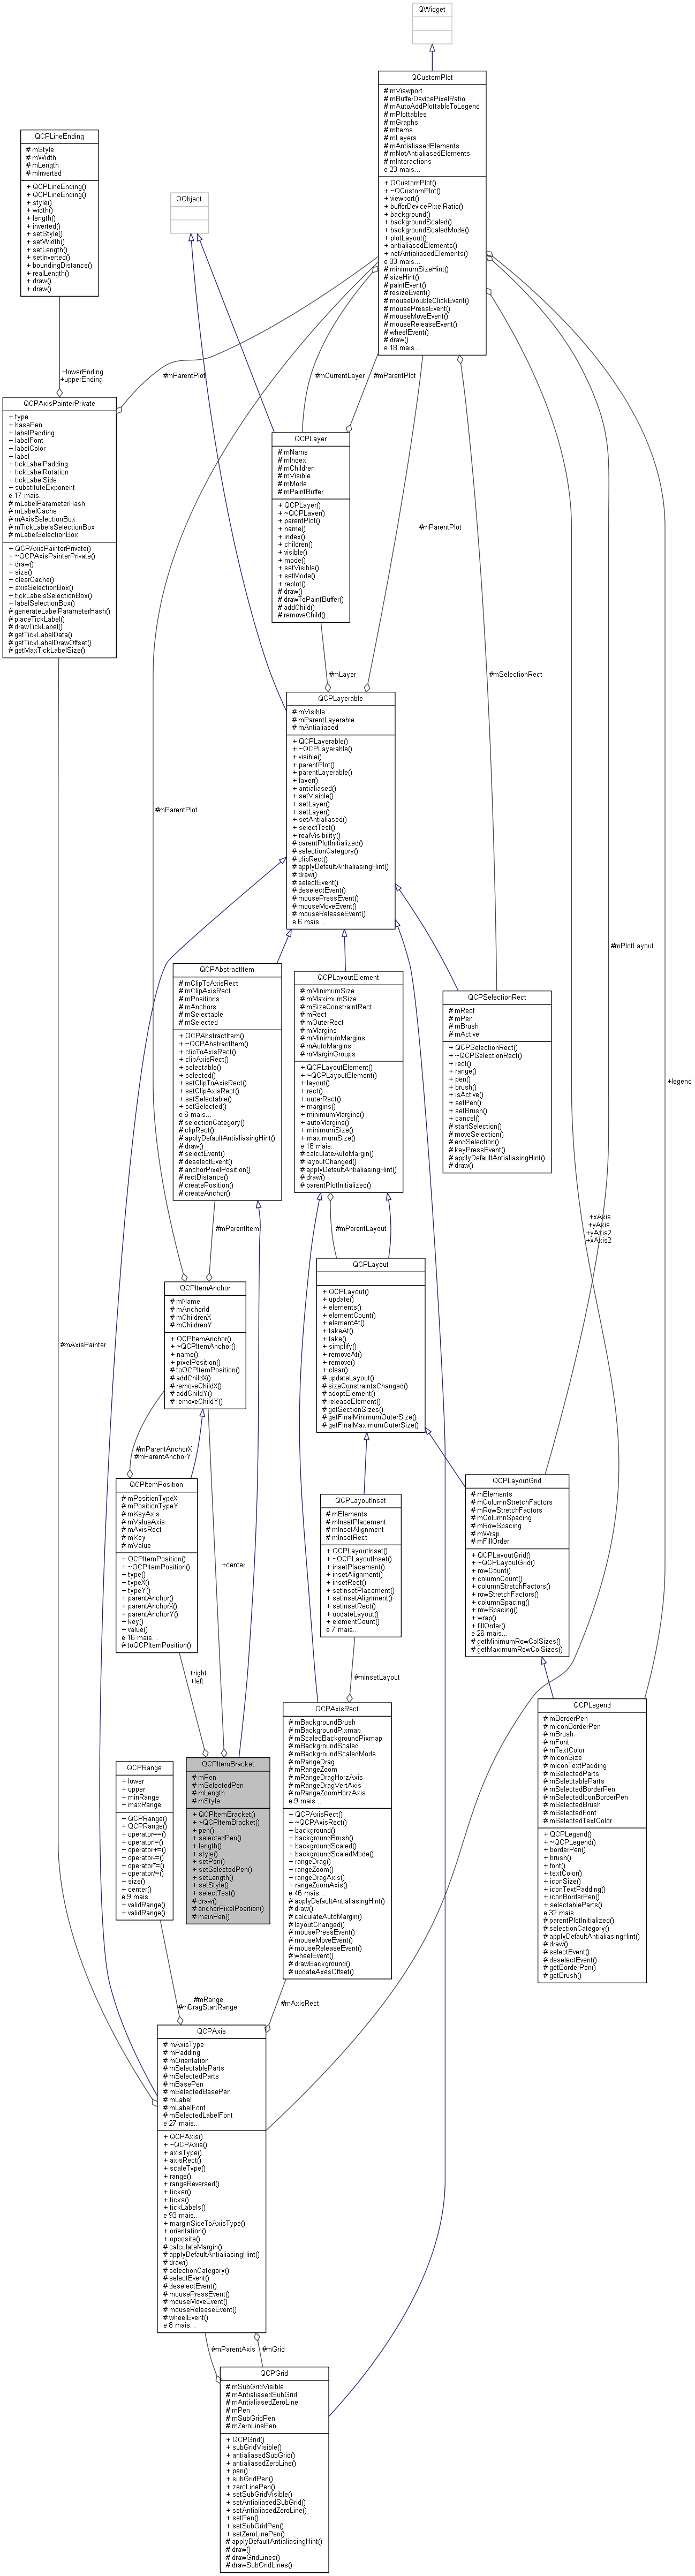 QWidget
QCustomPlot
# mViewport
# mBufferDevicePixelRatio
# mAutoAddPlottableToLegend
# mPlottables
# mGraphs
# mItems
# mLayers
# mAntialiasedElements
# mNotAntialiasedElements
# mInteractions
e 23 mais...
+ QCustomPlot()
+ ~QCustomPlot()
+ viewport()
+ bufferDevicePixelRatio()
+ background()
+ backgroundScaled()
+ backgroundScaledMode()
+ plotLayout()
+ antialiasedElements()
+ notAntialiasedElements()
e 83 mais...
# minimumSizeHint()
# sizeHint()
# paintEvent()
# resizeEvent()
# mouseDoubleClickEvent()
# mousePressEvent()
# mouseMoveEvent()
# mouseReleaseEvent()
# wheelEvent()
# draw()
e 18 mais...
QCPLineEnding
# mStyle
# mWidth
# mLength
# mInverted
+ QCPLineEnding()
+ QCPLineEnding()
+ style()
+ width()
+ length()
+ inverted()
+ setStyle()
+ setWidth()
+ setLength()
+ setInverted()
+ boundingDistance()
+ realLength()
+ draw()
+ draw()
QObject
+lowerEnding
+upperEnding
#mParentPlot
#mCurrentLayer
#mParentPlot
QCPAxisPainterPrivate
+ type
+ basePen
+ labelPadding
+ labelFont
+ labelColor
+ label
+ tickLabelPadding
+ tickLabelRotation
+ tickLabelSide
+ substituteExponent
e 17 mais...
# mLabelParameterHash
# mLabelCache
# mAxisSelectionBox
# mTickLabelsSelectionBox
# mLabelSelectionBox
+ QCPAxisPainterPrivate()
+ ~QCPAxisPainterPrivate()
+ draw()
+ size()
+ clearCache()
+ axisSelectionBox()
+ tickLabelsSelectionBox()
+ labelSelectionBox()
# generateLabelParameterHash()
# placeTickLabel()
# drawTickLabel()
# getTickLabelData()
# getTickLabelDrawOffset()
# getMaxTickLabelSize()
QCPLayer
# mName
# mIndex
# mChildren
# mVisible
# mMode
# mPaintBuffer
+ QCPLayer()
+ ~QCPLayer()
+ parentPlot()
+ name()
+ index()
+ children()
+ visible()
+ mode()
+ setVisible()
+ setMode()
+ replot()
# draw()
# drawToPaintBuffer()
# addChild()
# removeChild()
#mParentPlot
#mLayer
#mSelectionRect
QCPLayerable
# mVisible
# mParentLayerable
# mAntialiased
+ QCPLayerable()
+ ~QCPLayerable()
+ visible()
+ parentPlot()
+ parentLayerable()
+ layer()
+ antialiased()
+ setVisible()
+ setLayer()
+ setLayer()
+ setAntialiased()
+ selectTest()
+ realVisibility()
# parentPlotInitialized()
# selectionCategory()
# clipRect()
# applyDefaultAntialiasingHint()
# draw()
# selectEvent()
# deselectEvent()
# mousePressEvent()
# mouseMoveEvent()
# mouseReleaseEvent()
e 6 mais...
#mParentPlot
#mPlotLayout
QCPAbstractItem
# mClipToAxisRect
# mClipAxisRect
# mPositions
# mAnchors
# mSelectable
# mSelected
+ QCPAbstractItem()
+ ~QCPAbstractItem()
+ clipToAxisRect()
+ clipAxisRect()
+ selectable()
+ selected()
+ setClipToAxisRect()
+ setClipAxisRect()
+ setSelectable()
+ setSelected()
e 6 mais...
# selectionCategory()
# clipRect()
# applyDefaultAntialiasingHint()
# draw()
# selectEvent()
# deselectEvent()
# anchorPixelPosition()
# rectDistance()
# createPosition()
# createAnchor()
QCPLayoutElement
# mMinimumSize
# mMaximumSize
# mSizeConstraintRect
# mRect
# mOuterRect
# mMargins
# mMinimumMargins
# mAutoMargins
# mMarginGroups
+ QCPLayoutElement()
+ ~QCPLayoutElement()
+ layout()
+ rect()
+ outerRect()
+ margins()
+ minimumMargins()
+ autoMargins()
+ minimumSize()
+ maximumSize()
e 18 mais...
# calculateAutoMargin()
# layoutChanged()
# applyDefaultAntialiasingHint()
# draw()
# parentPlotInitialized()
QCPSelectionRect
# mRect
# mPen
# mBrush
# mActive
+ QCPSelectionRect()
+ ~QCPSelectionRect()
+ rect()
+ range()
+ pen()
+ brush()
+ isActive()
+ setPen()
+ setBrush()
+ cancel()
# startSelection()
# moveSelection()
# endSelection()
# keyPressEvent()
# applyDefaultAntialiasingHint()
# draw()
+legend
+xAxis
+yAxis
+yAxis2
+xAxis2
#mParentItem
#mParentLayout
QCPItemAnchor
# mName
# mAnchorId
# mChildrenX
# mChildrenY
+ QCPItemAnchor()
+ ~QCPItemAnchor()
+ name()
+ pixelPosition()
# toQCPItemPosition()
# addChildX()
# removeChildX()
# addChildY()
# removeChildY()
QCPLayout
+ QCPLayout()
+ update()
+ elements()
+ elementCount()
+ elementAt()
+ takeAt()
+ take()
+ simplify()
+ removeAt()
+ remove()
+ clear()
# updateLayout()
# sizeConstraintsChanged()
# adoptElement()
# releaseElement()
# getSectionSizes()
# getFinalMinimumOuterSize()
# getFinalMaximumOuterSize()
#mAxisPainter
#mParentAnchorX
#mParentAnchorY
QCPItemPosition
# mPositionTypeX
# mPositionTypeY
# mKeyAxis
# mValueAxis
# mAxisRect
# mKey
# mValue
+ QCPItemPosition()
+ ~QCPItemPosition()
+ type()
+ typeX()
+ typeY()
+ parentAnchor()
+ parentAnchorX()
+ parentAnchorY()
+ key()
+ value()
e 16 mais...
# toQCPItemPosition()
+center
QCPLayoutInset
# mElements
# mInsetPlacement
# mInsetAlignment
# mInsetRect
+ QCPLayoutInset()
+ ~QCPLayoutInset()
+ insetPlacement()
+ insetAlignment()
+ insetRect()
+ setInsetPlacement()
+ setInsetAlignment()
+ setInsetRect()
+ updateLayout()
+ elementCount()
e 7 mais...
QCPLayoutGrid
# mElements
# mColumnStretchFactors
# mRowStretchFactors
# mColumnSpacing
# mRowSpacing
# mWrap
# mFillOrder
+ QCPLayoutGrid()
+ ~QCPLayoutGrid()
+ rowCount()
+ columnCount()
+ columnStretchFactors()
+ rowStretchFactors()
+ columnSpacing()
+ rowSpacing()
+ wrap()
+ fillOrder()
e 26 mais...
# getMinimumRowColSizes()
# getMaximumRowColSizes()
+right
+left
#mInsetLayout
QCPRange
+ lower
+ upper
+ minRange
+ maxRange
+ QCPRange()
+ QCPRange()
+ operator==()
+ operator!=()
+ operator+=()
+ operator-=()
+ operator*=()
+ operator/=()
+ size()
+ center()
e 9 mais...
+ validRange()
+ validRange()
QCPItemBracket
# mPen
# mSelectedPen
# mLength
# mStyle
+ QCPItemBracket()
+ ~QCPItemBracket()
+ pen()
+ selectedPen()
+ length()
+ style()
+ setPen()
+ setSelectedPen()
+ setLength()
+ setStyle()
+ selectTest()
# draw()
# anchorPixelPosition()
# mainPen()
QCPAxisRect
# mBackgroundBrush
# mBackgroundPixmap
# mScaledBackgroundPixmap
# mBackgroundScaled
# mBackgroundScaledMode
# mRangeDrag
# mRangeZoom
# mRangeDragHorzAxis
# mRangeDragVertAxis
# mRangeZoomHorzAxis
e 9 mais...
+ QCPAxisRect()
+ ~QCPAxisRect()
+ background()
+ backgroundBrush()
+ backgroundScaled()
+ backgroundScaledMode()
+ rangeDrag()
+ rangeZoom()
+ rangeDragAxis()
+ rangeZoomAxis()
e 46 mais...
# applyDefaultAntialiasingHint()
# draw()
# calculateAutoMargin()
# layoutChanged()
# mousePressEvent()
# mouseMoveEvent()
# mouseReleaseEvent()
# wheelEvent()
# drawBackground()
# updateAxesOffset()
QCPLegend
# mBorderPen
# mIconBorderPen
# mBrush
# mFont
# mTextColor
# mIconSize
# mIconTextPadding
# mSelectedParts
# mSelectableParts
# mSelectedBorderPen
# mSelectedIconBorderPen
# mSelectedBrush
# mSelectedFont
# mSelectedTextColor
+ QCPLegend()
+ ~QCPLegend()
+ borderPen()
+ brush()
+ font()
+ textColor()
+ iconSize()
+ iconTextPadding()
+ iconBorderPen()
+ selectableParts()
e 32 mais...
# parentPlotInitialized()
# selectionCategory()
# applyDefaultAntialiasingHint()
# draw()
# selectEvent()
# deselectEvent()
# getBorderPen()
# getBrush()
#mRange
#mDragStartRange
#mAxisRect
QCPAxis
# mAxisType
# mPadding
# mOrientation
# mSelectableParts
# mSelectedParts
# mBasePen
# mSelectedBasePen
# mLabel
# mLabelFont
# mSelectedLabelFont
e 27 mais...
+ QCPAxis()
+ ~QCPAxis()
+ axisType()
+ axisRect()
+ scaleType()
+ range()
+ rangeReversed()
+ ticker()
+ ticks()
+ tickLabels()
e 93 mais...
+ marginSideToAxisType()
+ orientation()
+ opposite()
# calculateMargin()
# applyDefaultAntialiasingHint()
# draw()
# selectionCategory()
# selectEvent()
# deselectEvent()
# mousePressEvent()
# mouseMoveEvent()
# mouseReleaseEvent()
# wheelEvent()
e 8 mais...
#mParentAxis
#mGrid
QCPGrid
# mSubGridVisible
# mAntialiasedSubGrid
# mAntialiasedZeroLine
# mPen
# mSubGridPen
# mZeroLinePen
+ QCPGrid()
+ subGridVisible()
+ antialiasedSubGrid()
+ antialiasedZeroLine()
+ pen()
+ subGridPen()
+ zeroLinePen()
+ setSubGridVisible()
+ setAntialiasedSubGrid()
+ setAntialiasedZeroLine()
+ setPen()
+ setSubGridPen()
+ setZeroLinePen()
# applyDefaultAntialiasingHint()
# draw()
# drawGridLines()
# drawSubGridLines()